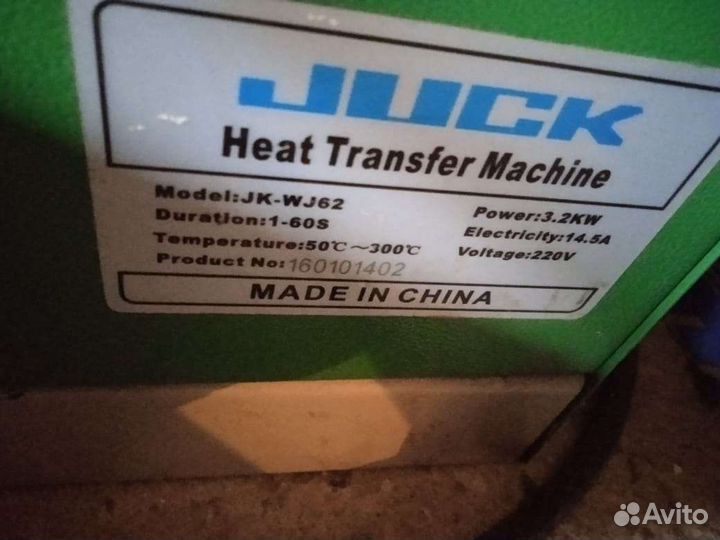 JUCK
Heat Transfer Machine
Model:JK-WJ62
Duration:1-60S
Temperature:50℃~300℃
Product No:160101402
Power:3.2KW
Electricity:14.5A
Voltage:220V
MADE IN CHINA
Avito